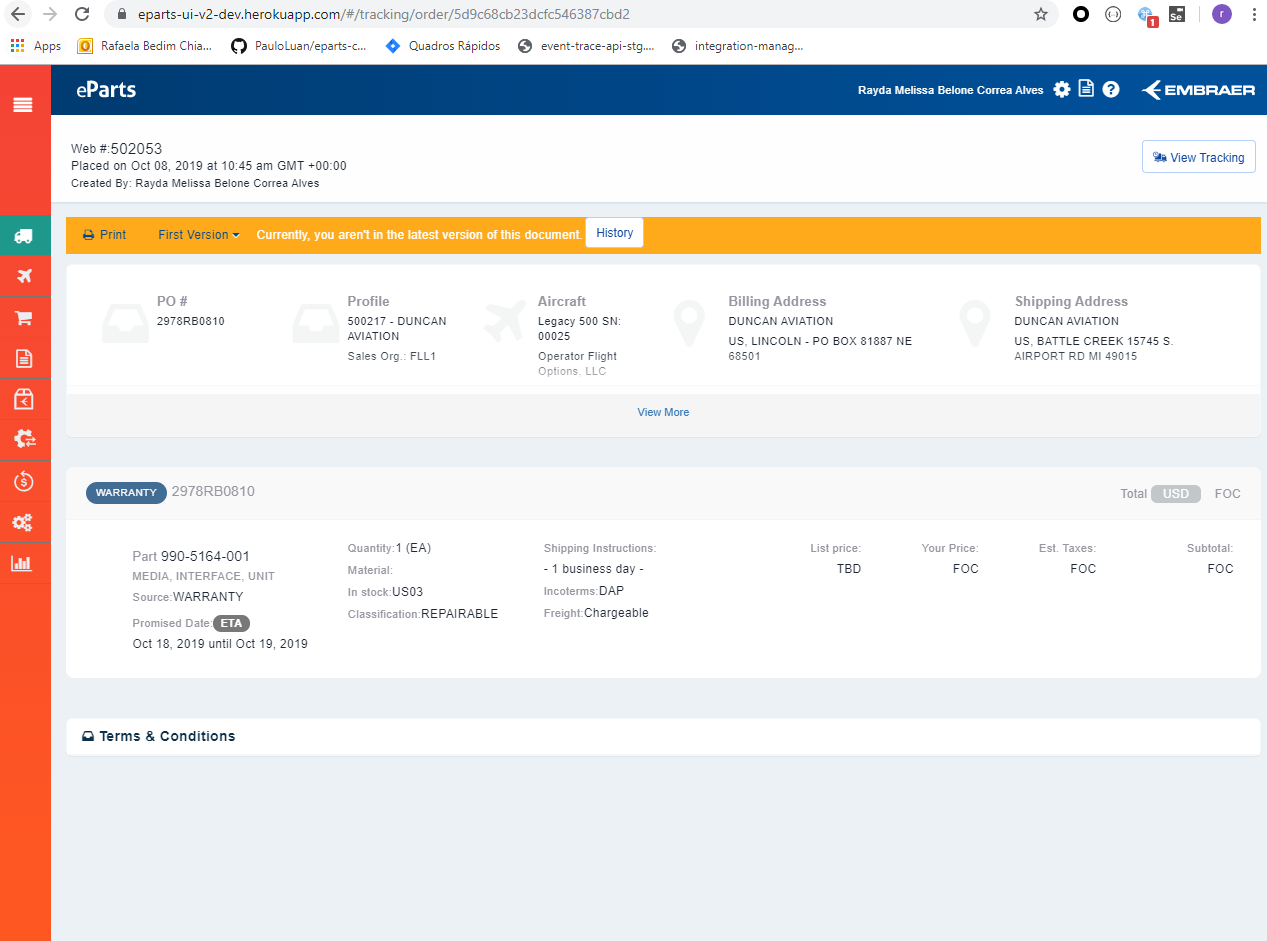 eparts-ui-v2-dev.herokuapp.com/#/tracking/order/5d9c68cb23dcfc546387cbd2
1
Se
r
Apps
Rafaela Bedim Chia...
PauloLuan/eparts-c...
Quadros Rápidos
event-trace-api-stg....
integration-manag...
eParts
Rayda Melissa Belone Correa Alves
EMBRAER
Web #:502053
Placed on Oct 08, 2019 at 10:45 am GMT +00:00
Created By: Rayda Melissa Belone Correa Alves
View Tracking
Print
First Version
Currently, you aren't in the latest version of this document.
History
PO #
2978RB0810
Profile
500217 - DUNCAN
AVIATION
Sales Org.: FLL1
Aircraft
Legacy 500 SN:
00025
Operator Flight
Options, LLC
Billing Address
DUNCAN AVIATION
US, LINCOLN - PO BOX 81887 NE
68501
Shipping Address
DUNCAN AVIATION
US, BATTLE CREEK 15745 S.
AIRPORT RD MI 49015
View More
WARRANTY 2978RB0810
Total USD FOC
Part 990-5164-001
MEDIA, INTERFACE, UNIT
Source:WARRANTY
Promised Date: ETA
Oct 18, 2019 until Oct 19, 2019
Quantity:1 (EA)
Material:
In stock:US03
Classification:REPAIRABLE
Shipping Instructions:
- 1 business day -
Incoterms:DAP
Freight:Chargeable
List price:
TBD
Your Price:
FOC
Est. Taxes:
FOC
Subtotal:
FOC
Terms & Conditions